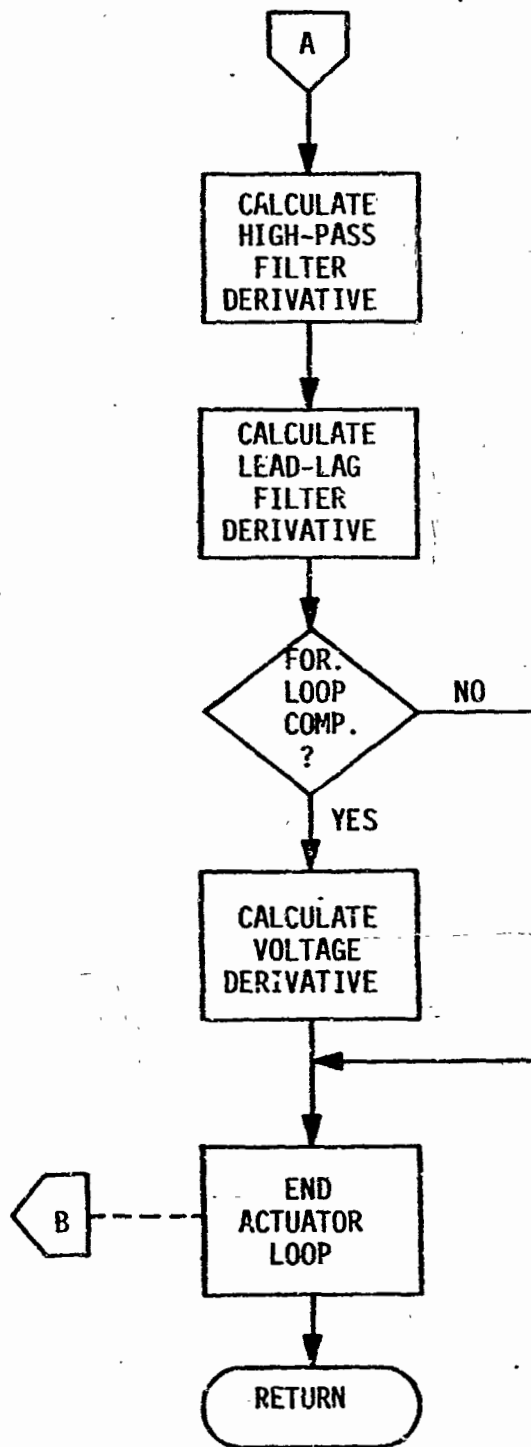 A
CALCULATE
HIGH-PASS
FILTER
DERIVATIVE
CALCULATE
LEAD-LAG
FILTER
DERIVATIVE
FOR.
LOOP
COMP.
?
NO
YES
CALCULATE
VOLTAGE
DERIVATIVE
END
ACTUATOR
LOOP
B
RETURN